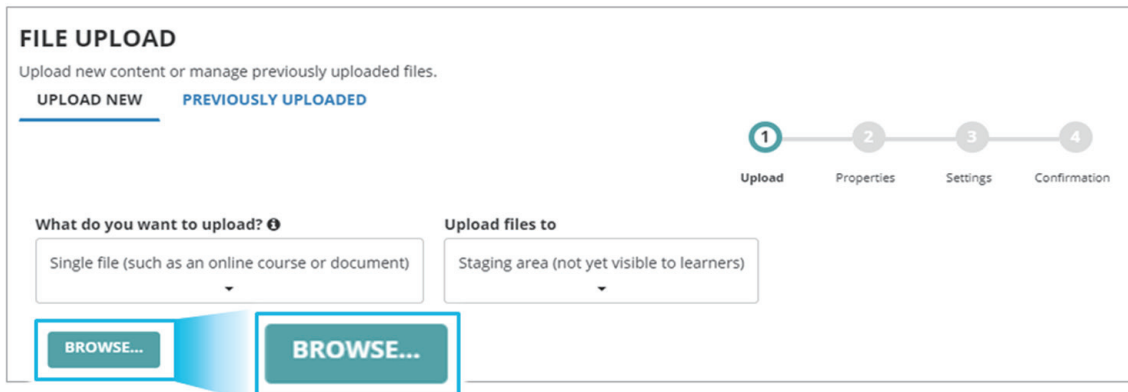 FILE UPLOAD
Upload new content or manage previously uploaded files.
UPLOAD NEW PREVIOUSLY UPLOADED
1 2 3 4
Upload Properties Settings Confirmation
What do you want to upload? Upload files to
Single file (such as an online course or document) Staging area (not yet visible to learners)
BROWSE... BROWSE...